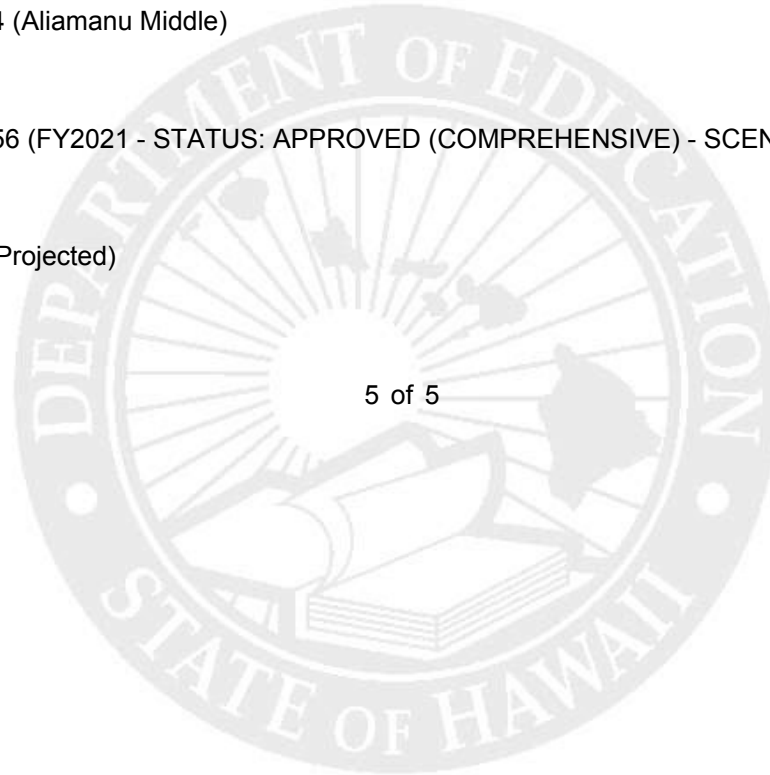 4 (Aliamanu Middle)
56 (FY2021 - STATUS: APPROVED (COMPREHENSIVE) - SCEN
Projected)
5 of 5
DEPARTMENT OF EDUCATION
STATE OF HAWAII